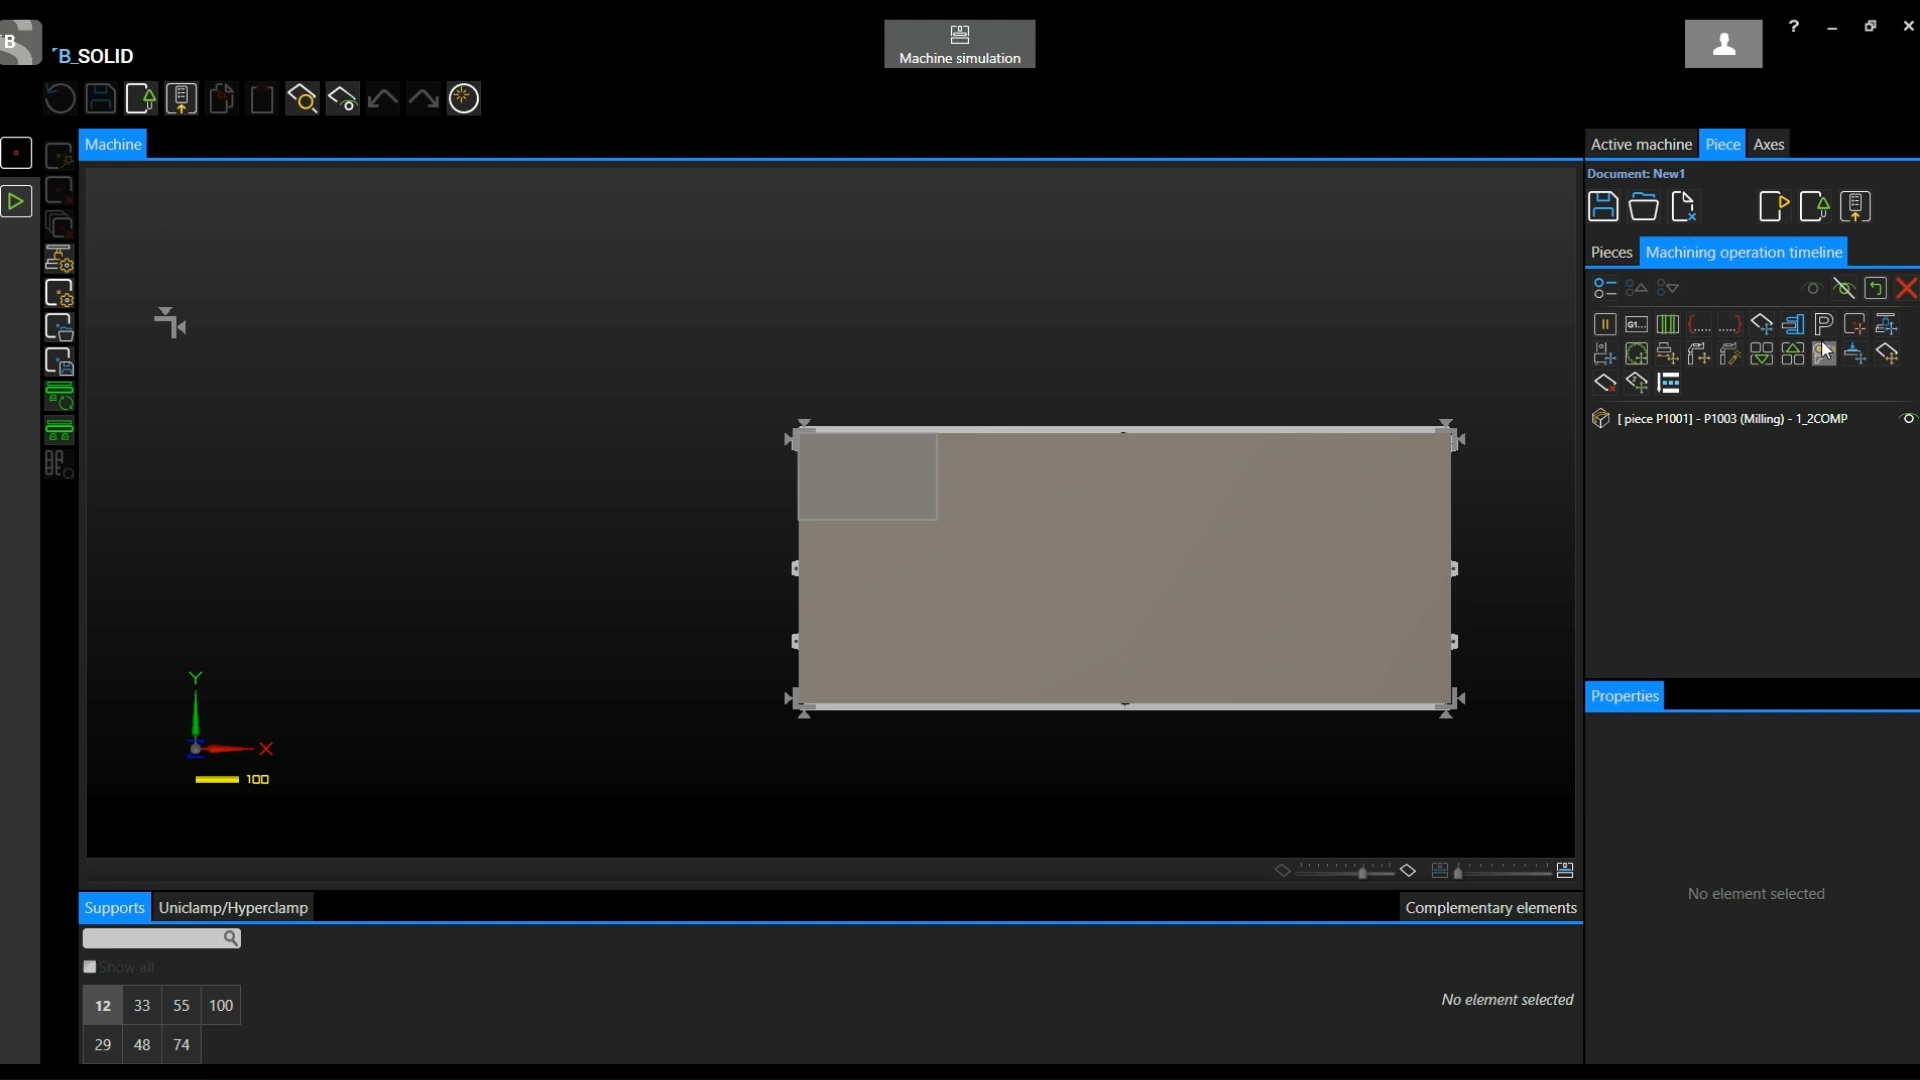 B
B_SOLID
Machine simulation
?
Machine
Active machine Piece Axes
Document: New1
Pieces Machining operation timeline
G1...
P
[ piece P1001] - P1003 (Milling) - 1_2COMP
Y
X
100
Supports Uniclamp/Hyperclamp
Complementary elements
Show all
12 33 55 100
29 48 74
No element selected
Properties
No element selected